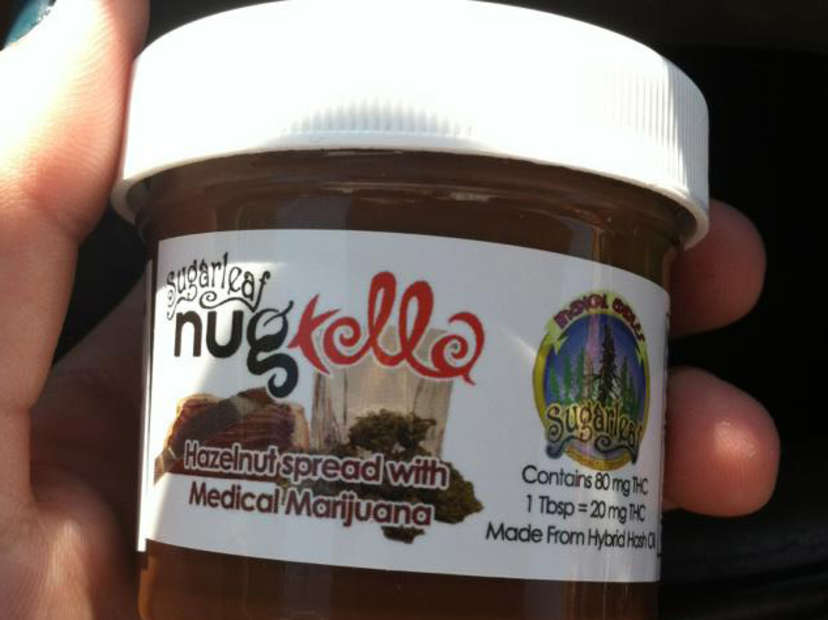 Sugarleaf
nugtella
Hazelnut spread with
Medical Marijuana
Sugarleaf
Contains 80 mg THC
1 Tbsp = 20 mg THC
Made From Hybrid Hash Oil